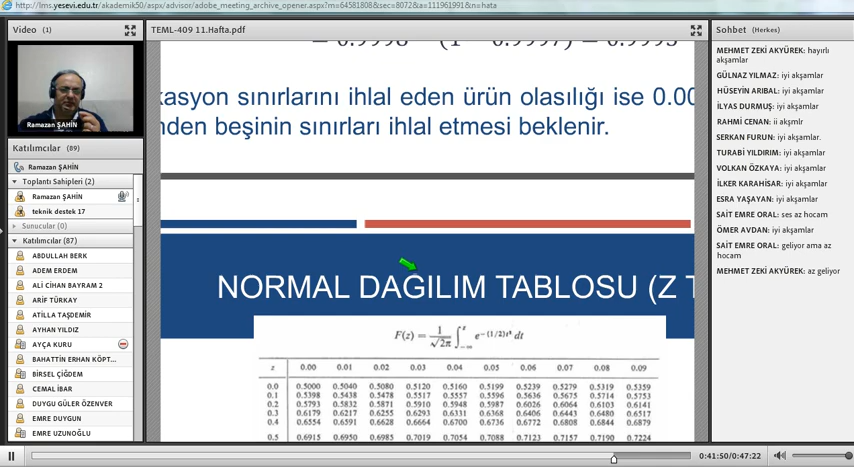 http://lms.yesevi.edu.tr/akademik50/aspx/advisor/adobe_meeting_archive_opener.aspx?m=64581808&sec=8072&a=111961991&n=hata
Video (1)
Ramazan ŞAHİN
Katılımcılar (89)
Ramazan ŞAHİN
Toplantı Sahipleri (2)
Ramazan ŞAHİN
teknik destek 17
Sunucular (0)
Katılımcılar (87)
ABDULLAH BERK
ADEM ERDEM
ALİ CİHAN BAYRAM 2
ARİF TÜRKAY
ATİLLA TAŞDEMİR
AYHAN YILDIZ
AYÇA KURU
BAHATTİN ERHAN KÖPT...
BİRSEL ÇİĞDEM
CEMAL İBAR
DUYGU GÜLER ÖZENVER
EMRE DUYGUN
EMRE UZUNOĞLU
TEML-409 11.Hafta.pdf
kasyon sınırlarını ihlal eden ürün olasılığı ise 0.00
nden beşinin sınırları ihlal etmesi beklenir.
NORMAL DAĞILIM TABLOSU (Z T
F(z) = 1/√2π ∫_{-∞}^{z} e^{-(1/2)t²} dt
z 0.00 0.01 0.02 0.03 0.04 0.05 0.06 0.07 0.08 0.09
0.0 0.5000 0.5040 0.5080 0.5120 0.5160 0.5199 0.5239 0.5279 0.5319 0.5359
0.1 0.5398 0.5438 0.5478 0.5517 0.5557 0.5596 0.5636 0.5675 0.5714 0.5753
0.2 0.5793 0.5832 0.5871 0.5910 0.5948 0.5987 0.6026 0.6064 0.6103 0.6141
0.3 0.6179 0.6217 0.6255 0.6293 0.6331 0.6368 0.6406 0.6443 0.6480 0.6517
0.4 0.6554 0.6591 0.6628 0.6664 0.6700 0.6736 0.6772 0.6808 0.6844 0.6879
0.5 0.6915 0.6950 0.6985 0.7019 0.7054 0.7088 0.7123 0.7157 0.7190 0.7224
Sohbet (Herkes)
MEHMET ZEKİ AKYÜREK: hayırlı
akşamlar
GÜLNAZ YILMAZ: iyi akşamlar
HÜSEYİN ARIBAL: iyi akşamlar
İLYAS DURMUŞ: iyi akşamlar
RAHMİ CENAN: ii akşmlr
SERKAN FURUN: iyi akşamlar.
TURABİ YILDIRIM: iyi akşamlar
VOLKAN ÖZKAYA: iyi akşamlar
İLKER KARAHİSAR: iyi akşamlar
ESRA YAŞAYAN: iyi akşamlar
SAİT EMRE ORAL: ses az hocam
ÖMER AVDAN: iyi akşamlar
SAİT EMRE ORAL: geliyor ama az
hocam
MEHMET ZEKİ AKYÜREK: az geliyor
0:41:50/0:47:22